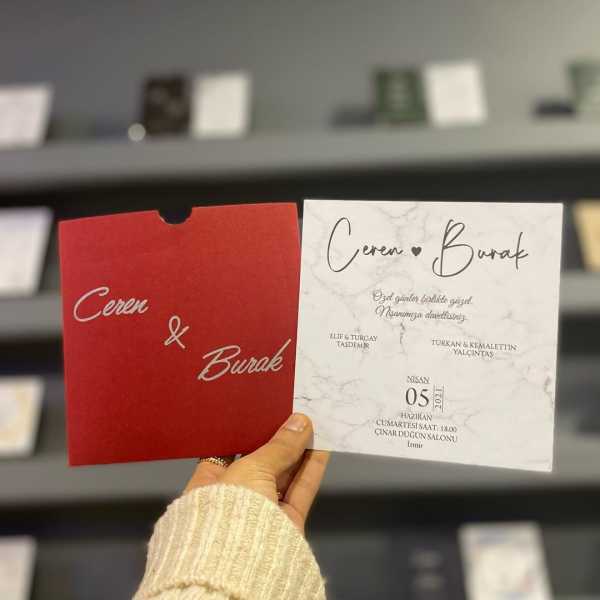 Ceren
&
Burak
Ceren ♥ Burak
Özel günler birlikte güzel.
Nişanımıza davetlisiniz.
ELİF & TURGAY
TAŞDEMİR
TÜRKAN & KEMALETTİN
YALÇINTAŞ
NİSAN
05
2021
HAZİRAN
CUMARTESİ SAAT: 18.00
ÇINAR DÜĞÜN SALONU
İzmir